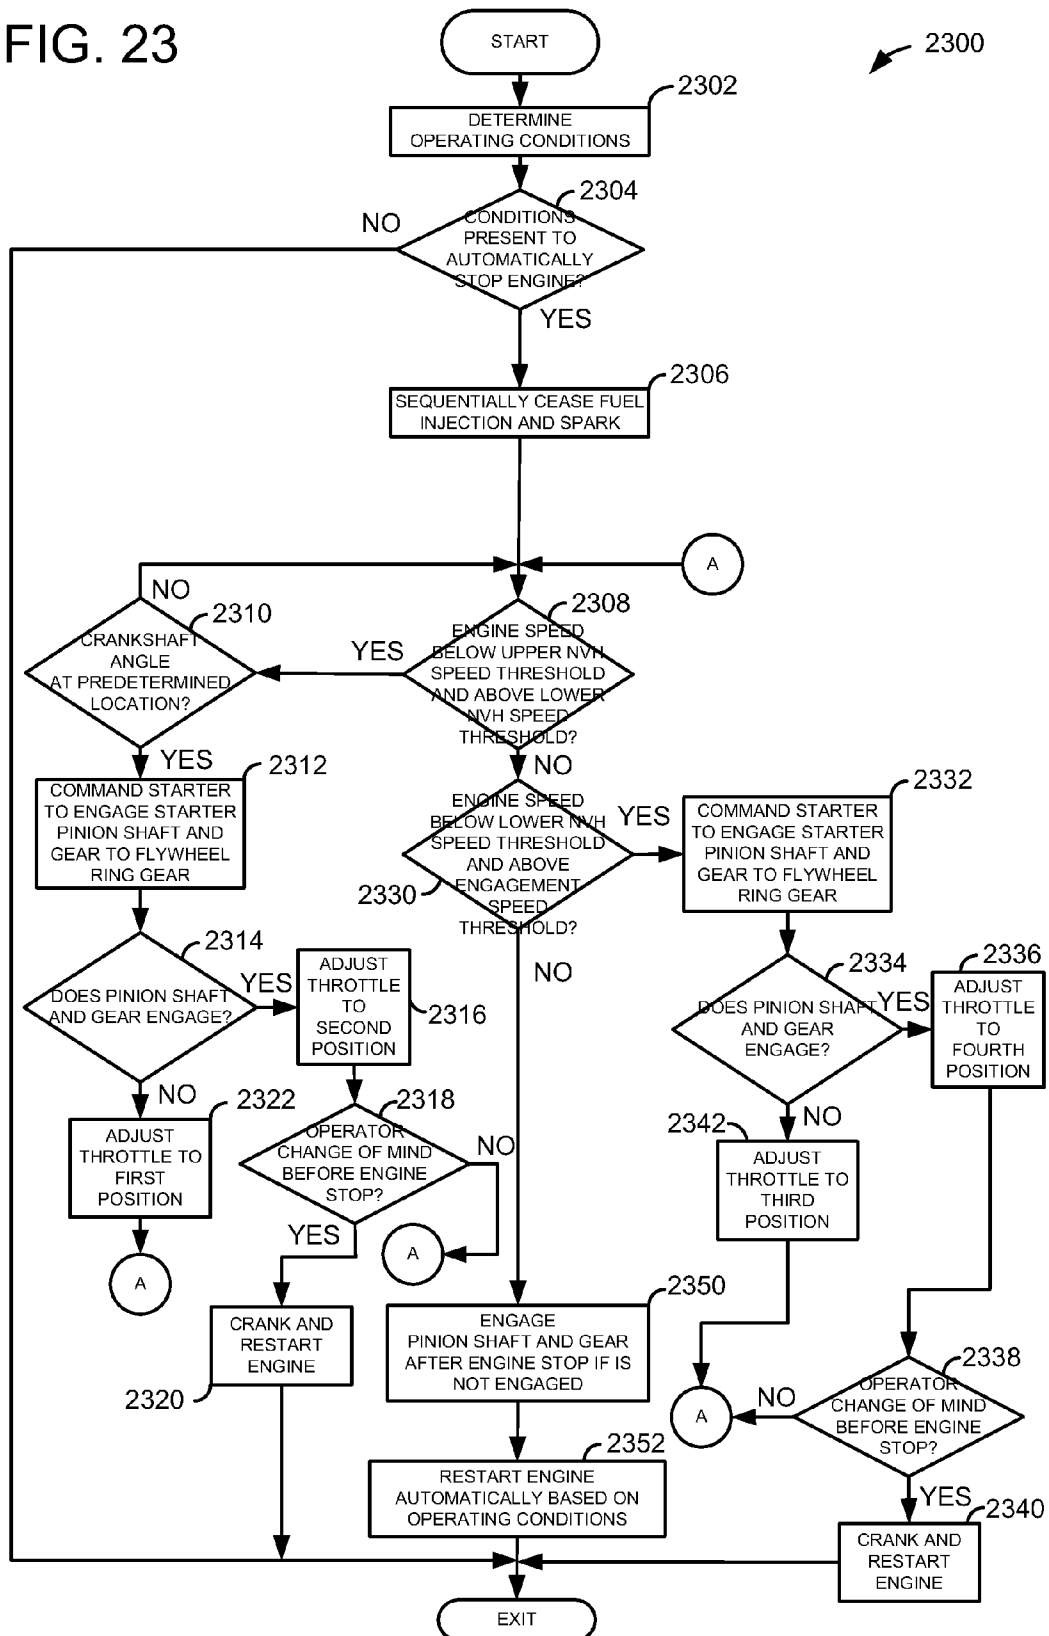 FIG. 23
START
2300
2302
DETERMINE
OPERATING CONDITIONS
2304
NO
CONDITIONS
PRESENT TO
AUTOMATICALLY
STOP ENGINE?
YES
2306
SEQUENTIALLY CEASE FUEL
INJECTION AND SPARK
A
NO
2310
CRANKSHAFT
ANGLE
AT PREDETERMINED
LOCATION?
YES
2308
ENGINE SPEED
BELOW UPPER NVH
SPEED THRESHOLD
AND ABOVE LOWER
NVH SPEED
THRESHOLD?
YES
NO
2312
COMMAND STARTER
TO ENGAGE STARTER
PINION SHAFT AND
GEAR TO FLYWHEEL
RING GEAR
ENGINE SPEED
BELOW LOWER NVH
SPEED THRESHOLD
AND ABOVE
ENGAGEMENT
SPEED
THRESHOLD?
2330
YES
2332
COMMAND STARTER
TO ENGAGE STARTER
PINION SHAFT AND
GEAR TO FLYWHEEL
RING GEAR
2314
DOES PINION SHAFT
AND GEAR ENGAGE?
YES
ADJUST
THROTTLE
TO
SECOND
POSITION
2316
NO
2334
DOES PINION SHAFT
AND GEAR
ENGAGE?
YES
2336
ADJUST
THROTTLE
TO
FOURTH
POSITION
NO
2322
ADJUST
THROTTLE TO
FIRST
POSITION
A
2318
OPERATOR
CHANGE OF MIND
BEFORE ENGINE
STOP?
NO
YES
A
NO
2342
ADJUST
THROTTLE TO
THIRD
POSITION
CRANK AND
RESTART
ENGINE
2320
2350
ENGAGE
PINION SHAFT AND GEAR
AFTER ENGINE STOP IF IS
NOT ENGAGED
A
NO
2338
OPERATOR
CHANGE OF MIND
BEFORE ENGINE
STOP?
YES
2352
RESTART ENGINE
AUTOMATICALLY BASED ON
OPERATING CONDITIONS
2340
CRANK AND
RESTART
ENGINE
EXIT